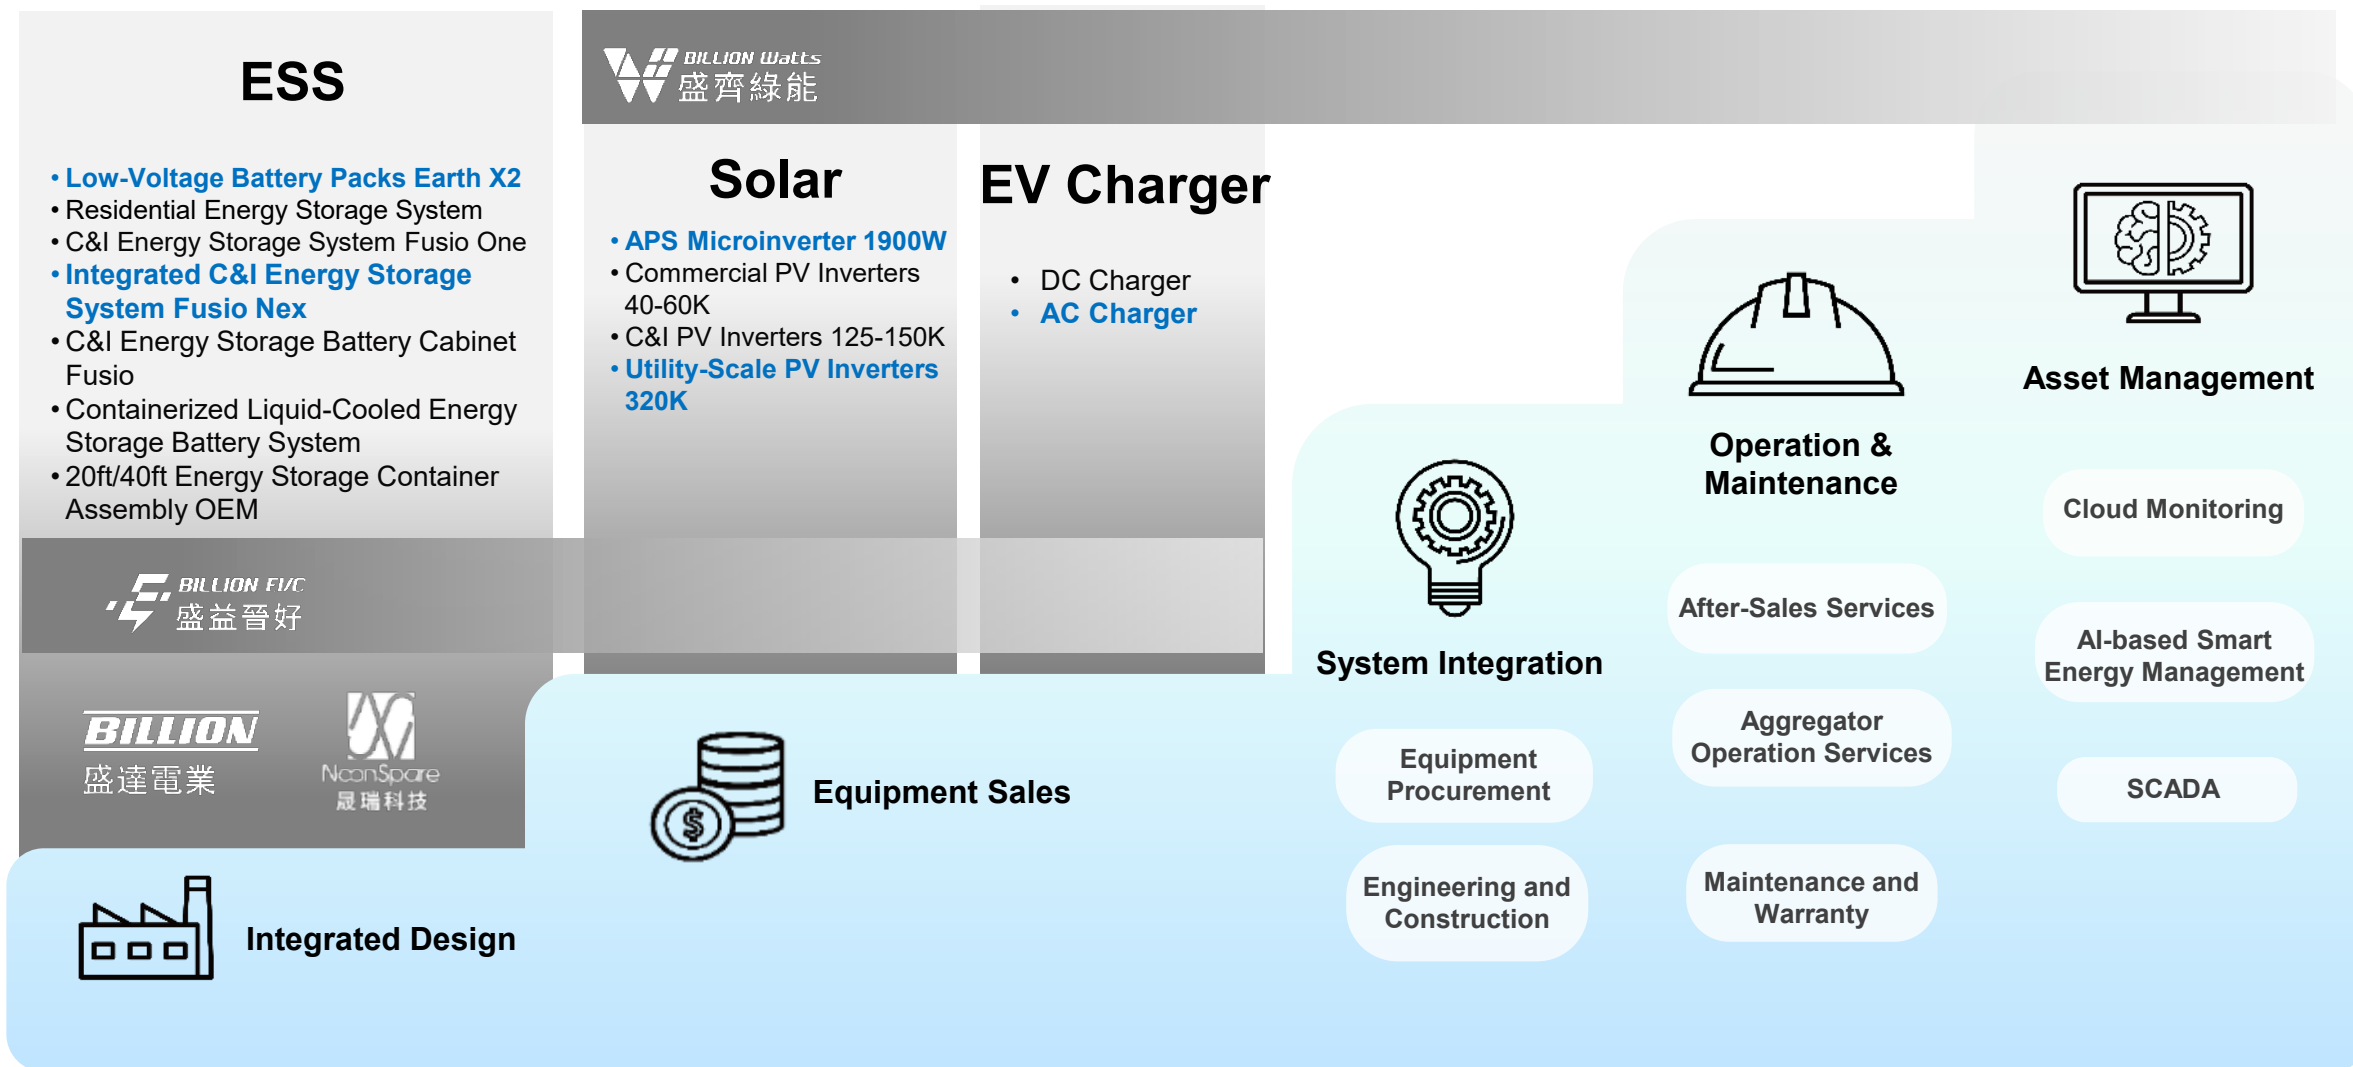 ESS
• Low-Voltage Battery Packs Earth X2
• Residential Energy Storage System
• C&I Energy Storage System Fusio One
• Integrated C&I Energy Storage
System Fusio Nex
• C&I Energy Storage Battery Cabinet
Fusio
• Containerized Liquid-Cooled Energy
Storage Battery System
• 20ft/40ft Energy Storage Container
Assembly OEM
BILLION Watts
盛齊綠能
Solar
• APS Microinverter 1900W
• Commercial PV Inverters
40-60K
• C&I PV Inverters 125-150K
• Utility-Scale PV Inverters
320K
EV Charger
• DC Charger
• AC Charger
BILLION E1/C
盛益晉好
BILLION
盛達電業
NoonSpare
晟瑞科技
Integrated Design
Equipment Sales
System Integration
Equipment
Procurement
Engineering and
Construction
Operation &
Maintenance
After-Sales Services
Aggregator
Operation Services
Maintenance and
Warranty
Asset Management
Cloud Monitoring
AI-based Smart
Energy Management
SCADA